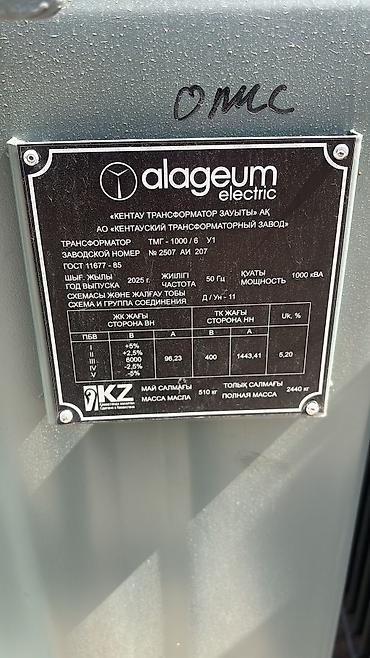 ОМС
alageum
electric
«КЕНТАУ ТРАНСФОРМАТОР ЗАУЫТЫ» АҚ
АО «КЕНТАУСКИЙ ТРАНСФОРМАТОРНЫЙ ЗАВОД»
ТРАНСФОРМАТОР ТМГ - 1000 / 6 У1
ЗАВОДСКОЙ НОМЕР № 2507 АИ 207
ГОСТ 11677 - 85
ШЫҒ. ЖЫЛЫ ЖИІЛІГІ ҚУАТЫ
ГОД ВЫПУСКА 2025 г. ЧАСТОТА 50 Гц МОЩНОСТЬ 1000 кВА
СХЕМАСЫ ЖӘНЕ ЖАЛҒАУ ТОБЫ
СХЕМА И ГРУППА СОЕДИНЕНИЯ Д / Ун - 11
ЖК ЖАҒЫ ТК ЖАҒЫ Uк, %
СТОРОНА ВН СТОРОНА НН
ПБВ В А В А
I +5%
II +2,5%
III 6000 96,23 400 1443,41 5,20
IV -2,5%
V -5%
KZ
МАЙ САЛМАҒЫ ТОЛЫҚ САЛМАҒЫ
МАССА МАСЛА 510 кг ПОЛНАЯ МАССА 2440 кг